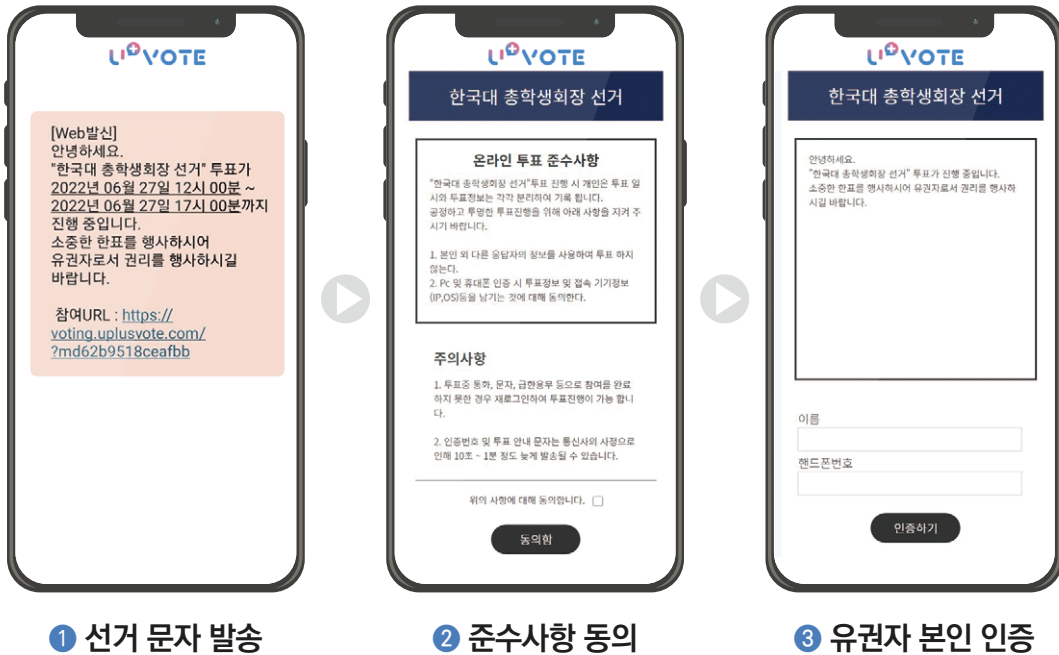 U+VOTE
[Web발신]
안녕하세요.
"한국대 총학생회장 선거" 투표가
2022년 06월 27일 12시 00분 ~
2022년 06월 27일 17시 00분까지
진행 중입니다.
소중한 한표를 행사하시어
유권자로서 권리를 행사하시길
바랍니다.
참여URL : https://
voting.uplusvote.com/
?md62b9518ceafbb
❶ 선거 문자 발송
U+VOTE
한국대 총학생회장 선거
온라인 투표 준수사항
"한국대 총학생회장 선거"투표 진행 시 개인은 투표 일
시와 투표정보는 각각 분리하여 기록 됩니다.
공정하고 투명한 투표진행을 위해 아래 사항을 지켜 주
시기 바랍니다.
1. 본인 외 다른 응답자의 정보를 사용하여 투표 하지
않는다.
2. Pc 및 휴대폰 인증 시 투표정보 및 접속 기기정보
(IP,OS)등을 남기는 것에 대해 동의한다.
주의사항
1. 투표중 통화, 문자, 급한용무 등으로 참여를 완료
하지 못한 경우 재로그인하여 투표진행이 가능 합니
다.
2. 인증번호 및 투표 안내 문자는 통신사의 사정으로
인해 10초 ~ 1분 정도 늦게 발송될 수 있습니다.
위의 사항에 대해 동의합니다.
동의함
❷ 준수사항 동의
U+VOTE
한국대 총학생회장 선거
안녕하세요.
"한국대 총학생회장 선거" 투표가 진행 중입니다.
소중한 한표를 행사하시어 유권자로서 권리를 행사하
시길 바랍니다.
이름
핸드폰번호
인증하기
❸ 유권자 본인 인증